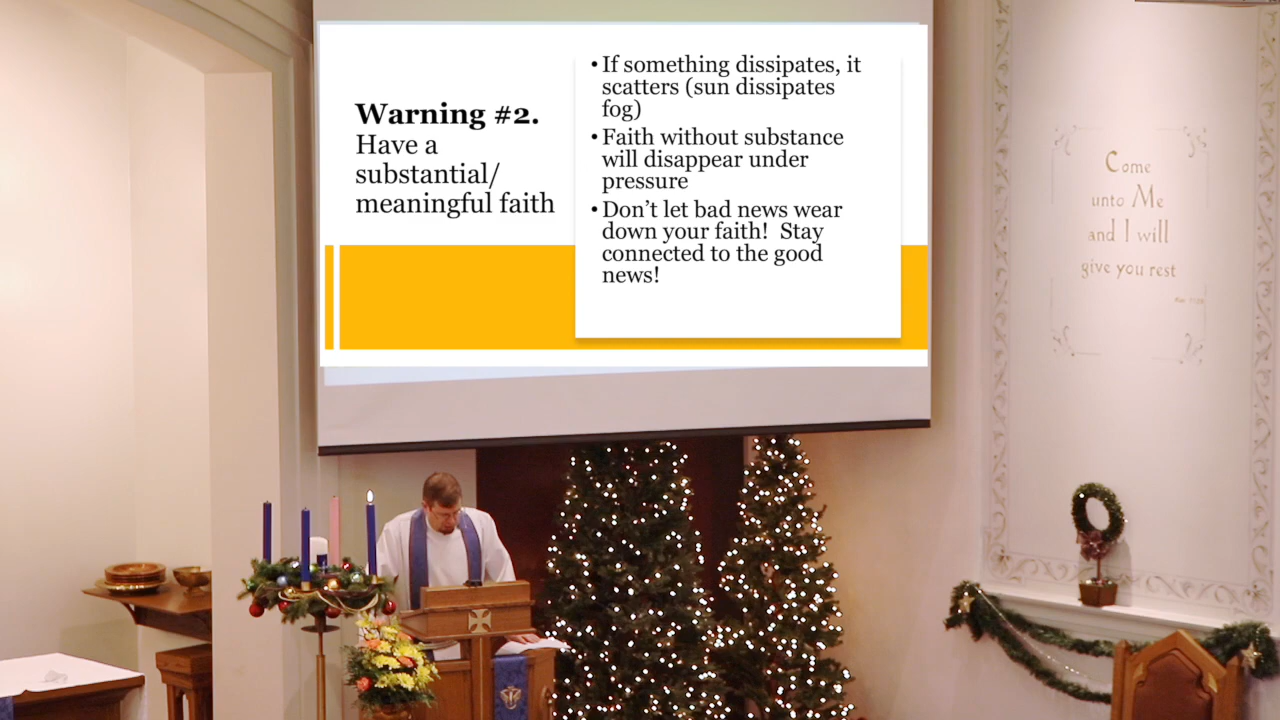 Warning #2.
Have a
substantial/
meaningful faith
• If something dissipates, it
scatters (sun dissipates
fog)
• Faith without substance
will disappear under
pressure
• Don’t let bad news wear
down your faith!  Stay
connected to the good
news!
Come
unto Me
and I will
give you rest